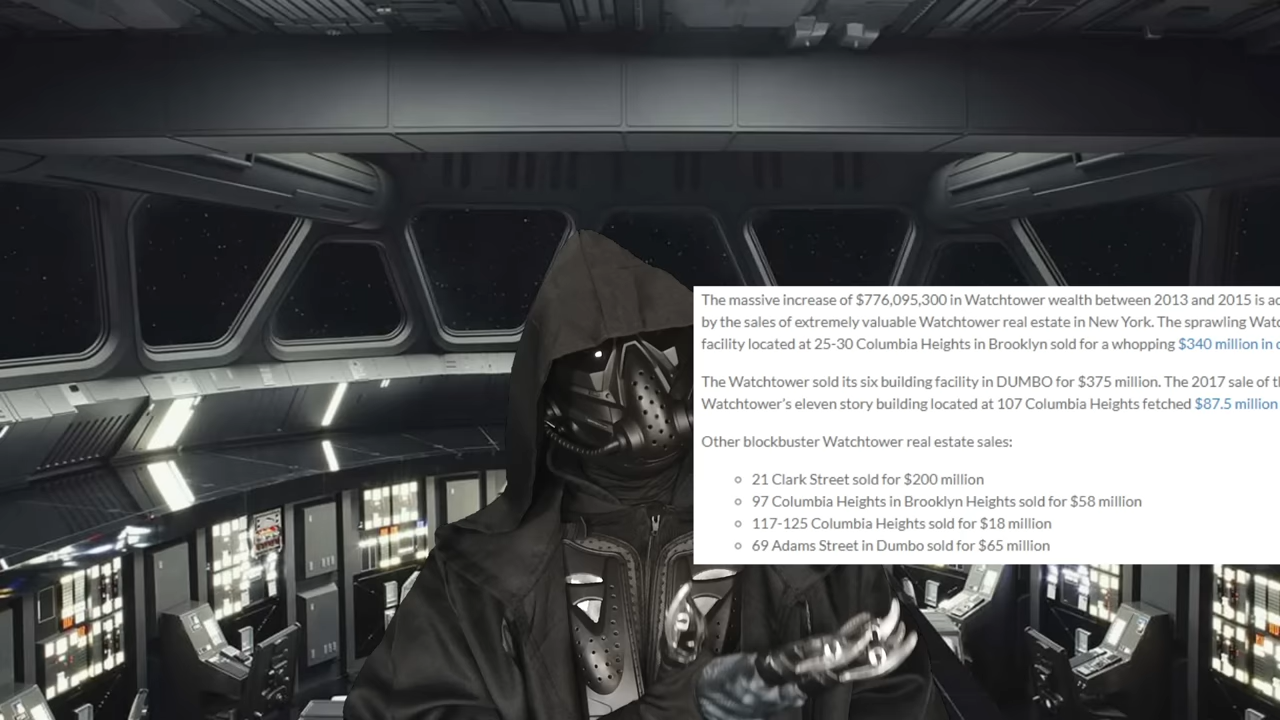 The massive increase of $776,095,300 in Watchtower wealth between 2013 and 2015 is
by the sales of extremely valuable Watchtower real estate in New York. The sprawling
facility located at 25-30 Columbia Heights in Brooklyn sold for a whopping $340 million in
The Watchtower sold its six building facility in DUMBO for $375 million. The 2017 sale of
Watchtower's eleven story building located at 107 Columbia Heights fetched $87.5 million
Other blockbuster Watchtower real estate sales:
21 Clark Street sold for $200 million
97 Columbia Heights in Brooklyn Heights sold for $58 million
117-125 Columbia Heights sold for $18 million
69 Adams Street in Dumbo sold for $65 million